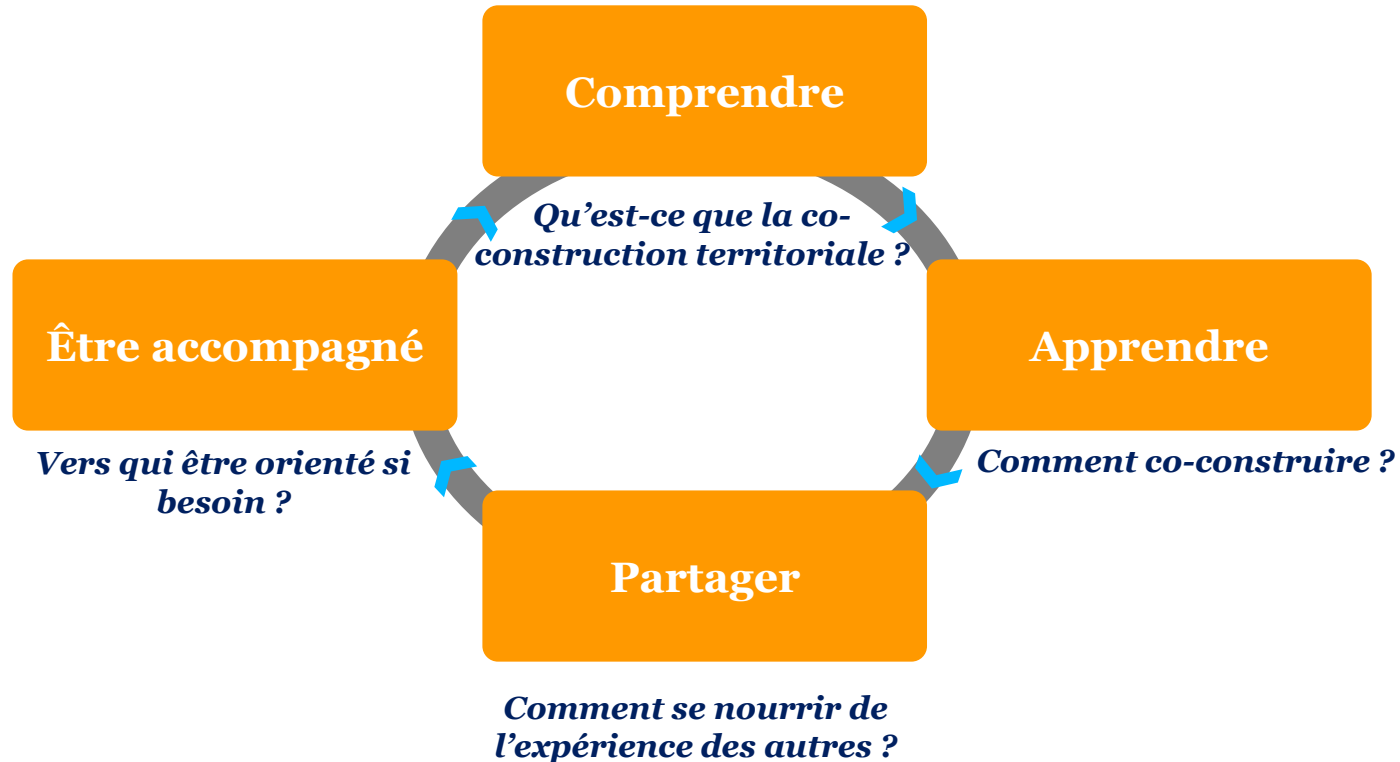 Comprendre
Qu’est-ce que la co-
construction territoriale ?
Être accompagné
Vers qui être orienté si
besoin ?
Apprendre
Comment co-construire ?
Partager
Comment se nourrir de
l’expérience des autres ?